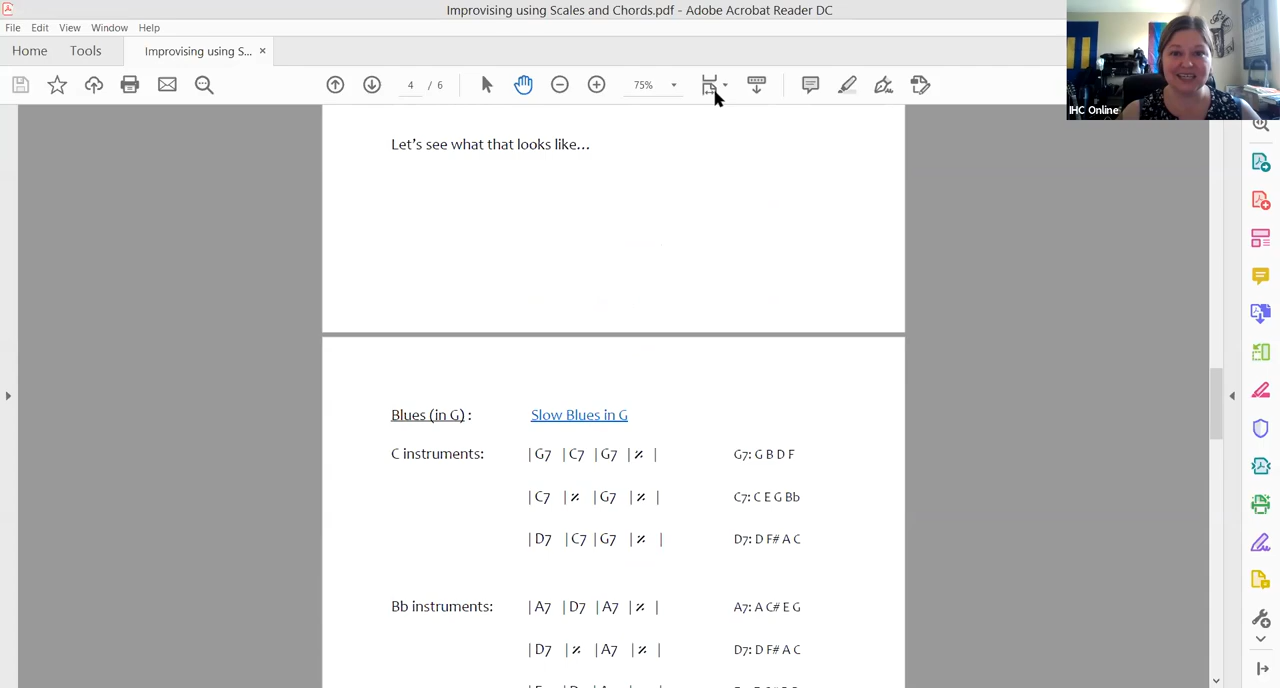 Improvising using Scales and Chords.pdf - Adobe Acrobat Reader DC
File Edit View Window Help
Home Tools Improvising using S... ×
4 / 6 75%
IHC Online
Let's see what that looks like...
Blues (in G) : Slow Blues in G
C instruments: | G7 | C7 | G7 | 𝄎 | G7: G B D F
| C7 | 𝄎 | G7 | 𝄎 | C7: C E G Bb
| D7 | C7 | G7 | 𝄎 | D7: D F# A C
Bb instruments: | A7 | D7 | A7 | 𝄎 | A7: A C# E G
| D7 | 𝄎 | A7 | 𝄎 | D7: D F# A C